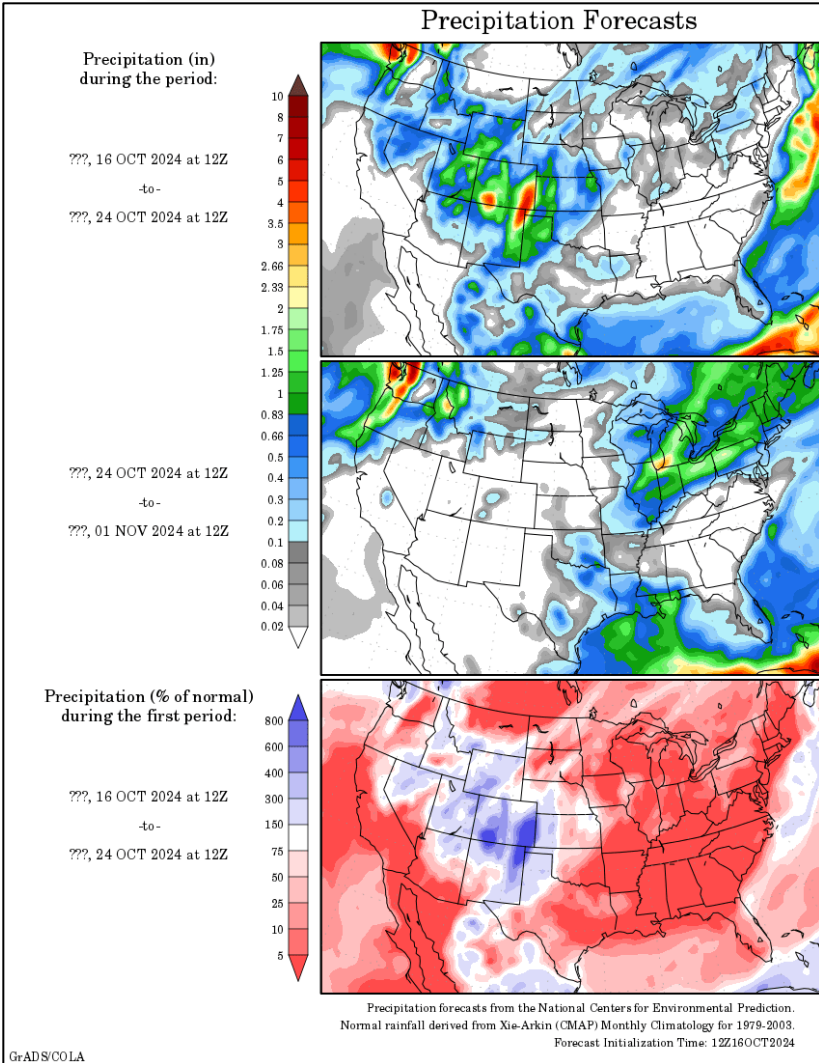 Precipitation Forecasts
Precipitation (in)
during the period:
???, 16 OCT 2024 at 12Z
-to-
???, 24 OCT 2024 at 12Z
10
8
7
6
5
4
3.5
3
2.66
2.33
2
1.75
1.5
1.25
1
0.83
0.66
0.5
0.4
0.3
0.2
0.1
0.08
0.06
0.04
0.02
???, 24 OCT 2024 at 12Z
-to-
???, 01 NOV 2024 at 12Z
Precipitation (% of normal)
during the first period:
???, 16 OCT 2024 at 12Z
-to-
???, 24 OCT 2024 at 12Z
800
600
400
300
150
75
50
25
10
5
Precipitation forecasts from the National Centers for Environmental Prediction.
Normal rainfall derived from Xie-Arkin (CMAP) Monthly Climatology for 1979-2003.
Forecast Initialization Time: 12Z16OCT2024
GrADS/COLA